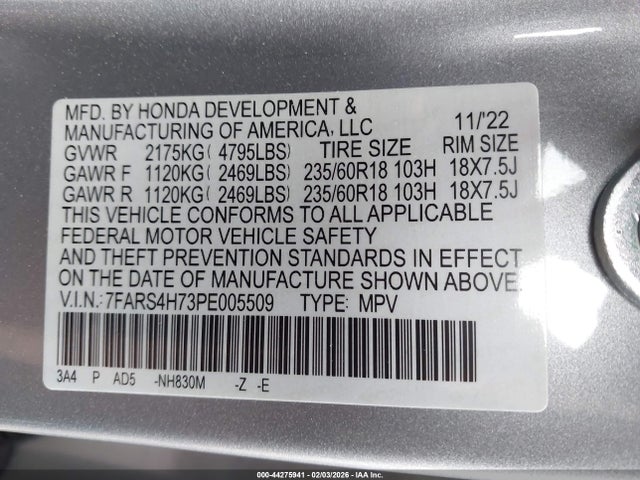 MFD. BY HONDA DEVELOPMENT &
MANUFACTURING OF AMERICA, LLC 11/'22
GVWR 2175KG( 4795LBS) TIRE SIZE RIM SIZE
GAWR F 1120KG( 2469LBS) 235/60R18 103H 18X7.5J
GAWR R 1120KG( 2469LBS) 235/60R18 103H 18X7.5J
THIS VEHICLE CONFORMS TO ALL APPLICABLE
FEDERAL MOTOR VEHICLE SAFETY
AND THEFT PREVENTION STANDARDS IN EFFECT
ON THE DATE OF MANUFACTURE SHOWN ABOVE.
V.I.N.:7FARS4H73PE005509 TYPE: MPV
3A4 P AD5 -NH830M -Z -E
000-44275941 | 02/03/2026 | IAA Inc.